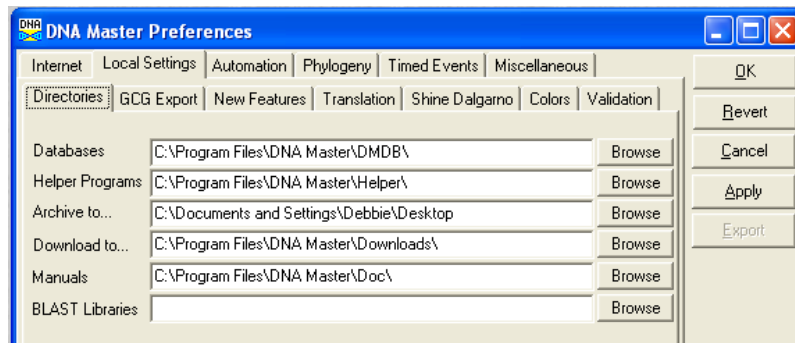 DNA
DNA Master Preferences
Internet Local Settings Automation Phylogeny Timed Events Miscellaneous
Directories GCG Export New Features Translation Shine Dalgarno Colors Validation
Databases C:\Program Files\DNA Master\DMDB\ Browse
Helper Programs C:\Program Files\DNA Master\Helper\ Browse
Archive to... C:\Documents and Settings\Debbie\Desktop Browse
Download to... C:\Program Files\DNA Master\Downloads\ Browse
Manuals C:\Program Files\DNA Master\Doc\ Browse
BLAST Libraries Browse
OK
Revert
Cancel
Apply
Export